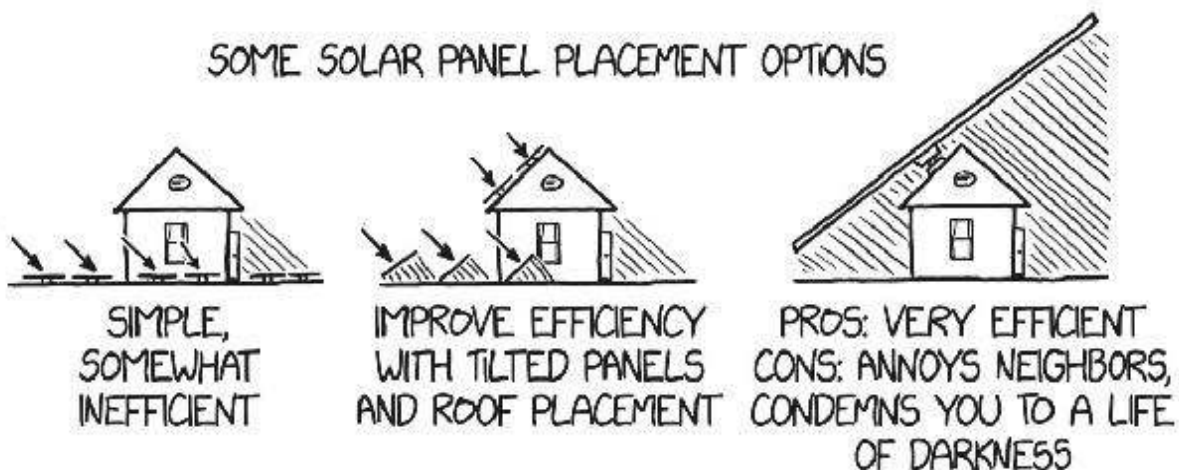 SOME SOLAR PANEL PLACEMENT OPTIONS
SIMPLE,
SOMEWHAT
INEFFICIENT
IMPROVE EFFICIENCY
WITH TILTED PANELS
AND ROOF PLACEMENT
PROS: VERY EFFICIENT
CONS: ANNOYS NEIGHBORS,
CONDEMNS YOU TO A LIFE
OF DARKNESS